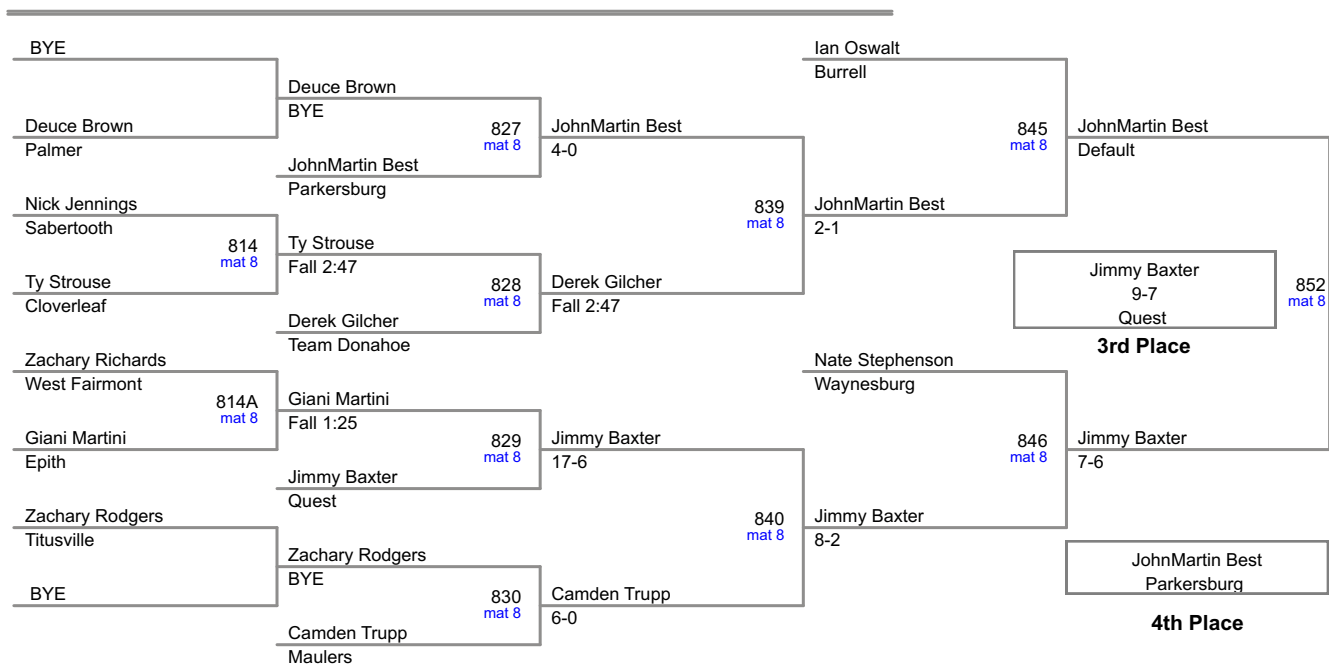 BYE
Deuce Brown
Palmer
Nick Jennings
Sabertooth
814
mat 8
Ty Strouse
Cloverleaf
Zachary Richards
West Fairmont
814A
mat 8
Giani Martini
Epith
Zachary Rodgers
Titusville
BYE
Deuce Brown
BYE
827
mat 8
JohnMartin Best
Parkersburg
Ty Strouse
Fall 2:47
828
mat 8
Derek Gilcher
Team Donahoe
Giani Martini
Fall 1:25
829
mat 8
Jimmy Baxter
Quest
Zachary Rodgers
BYE
830
mat 8
Camden Trupp
Maulers
JohnMartin Best
4-0
839
mat 8
Derek Gilcher
Fall 2:47
Jimmy Baxter
17-6
840
mat 8
Camden Trupp
6-0
Ian Oswalt
Burrell
845
mat 8
JohnMartin Best
2-1
Nate Stephenson
Waynesburg
846
mat 8
Jimmy Baxter
8-2
JohnMartin Best
Default
852
mat 8
Jimmy Baxter
7-6
Jimmy Baxter
9-7
Quest
3rd Place
JohnMartin Best
Parkersburg
4th Place